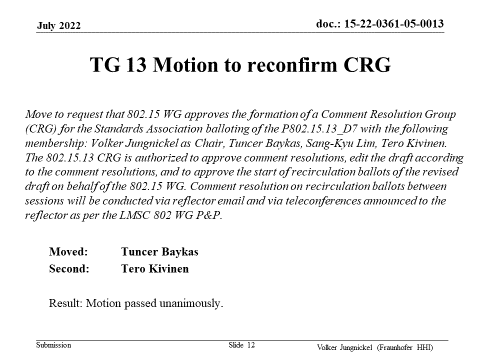 July 2022
doc.: 15-22-0361-05-0013
TG 13 Motion to reconfirm CRG
Move to request that 802.15 WG approves the formation of a Comment Resolution Group
(CRG) for the Standards Association balloting of the P802.15.13_D7 with the following
membership: Volker Jungnickel as Chair, Tuncer Baykas, Sang-Kyu Lim, Tero Kivinen.
The 802.15.13 CRG is authorized to approve comment resolutions, edit the draft according
to the comment resolutions, and to approve the start of recirculation ballots of the revised
draft on behalf of the 802.15 WG. Comment resolution on recirculation ballots between
sessions will be conducted via reflector email and via teleconferences announced to the
reflector as per the LMSC 802 WG P&P.
Moved: Tuncer Baykas
Second: Tero Kivinen
Result: Motion passed unanimously.
Submission
Slide 12
Volker Jungnickel (Fraunhofer HHI)